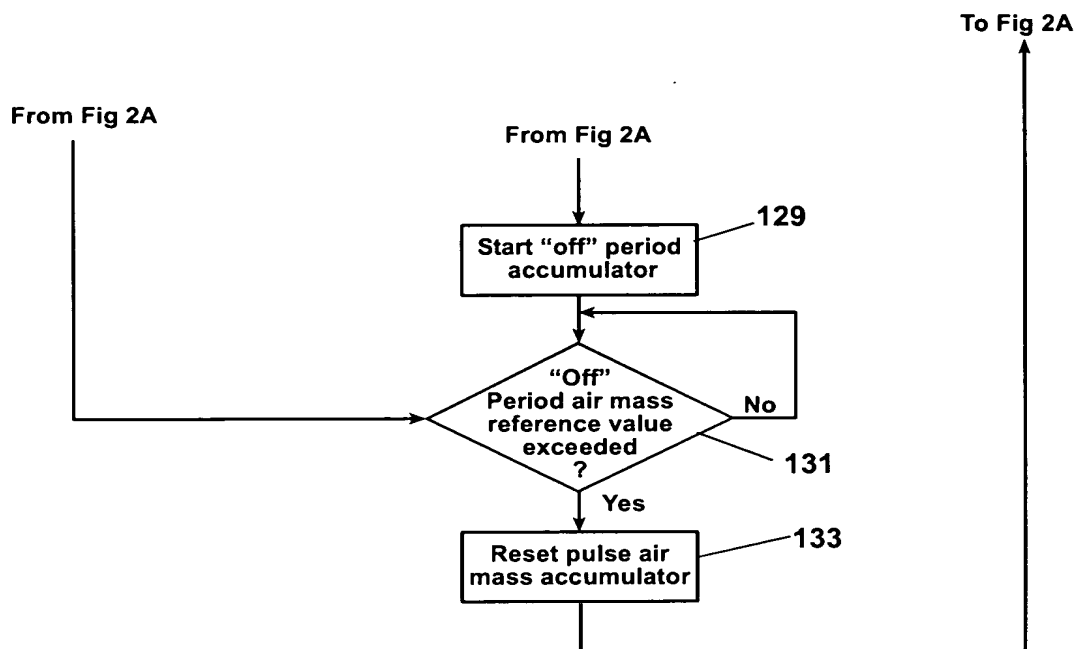 To Fig 2A
From Fig 2A
From Fig 2A
129
Start “off” period
accumulator
“Off”
Period air mass
reference value
exceeded
?
No
131
Yes
133
Reset pulse air
mass accumulator